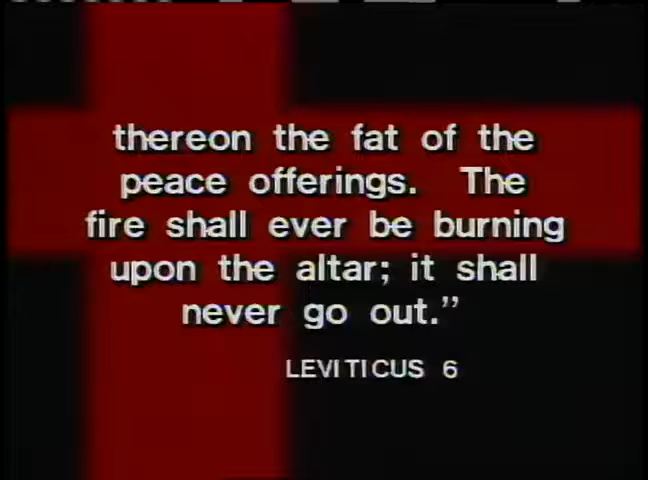 thereon the fat of the
peace offerings. The
fire shall ever be burning
upon the altar; it shall
never go out.”
LEVITICUS 6